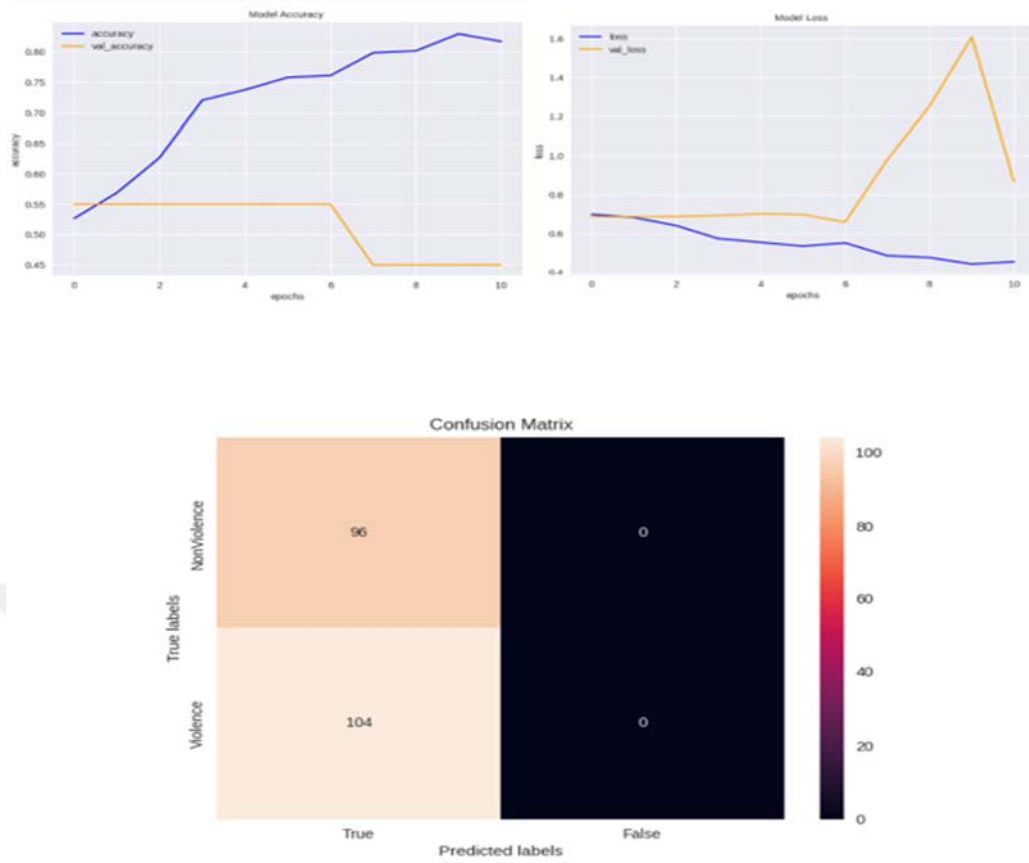 Model Accuracy
accuracy
val_accuracy
0.80
0.75
0.70
0.65
0.60
0.55
0.50
0.45
accuracy
0 2 4 6 8 10
epochs
Model Loss
loss
val_loss
1.6
1.4
1.2
1.0
0.8
0.6
0.4
loss
0 2 4 6 8 10
epochs
Confusion Matrix
NonViolence
Violence
True labels
96 0
104 0
True False
Predicted labels
100
80
60
40
20
0